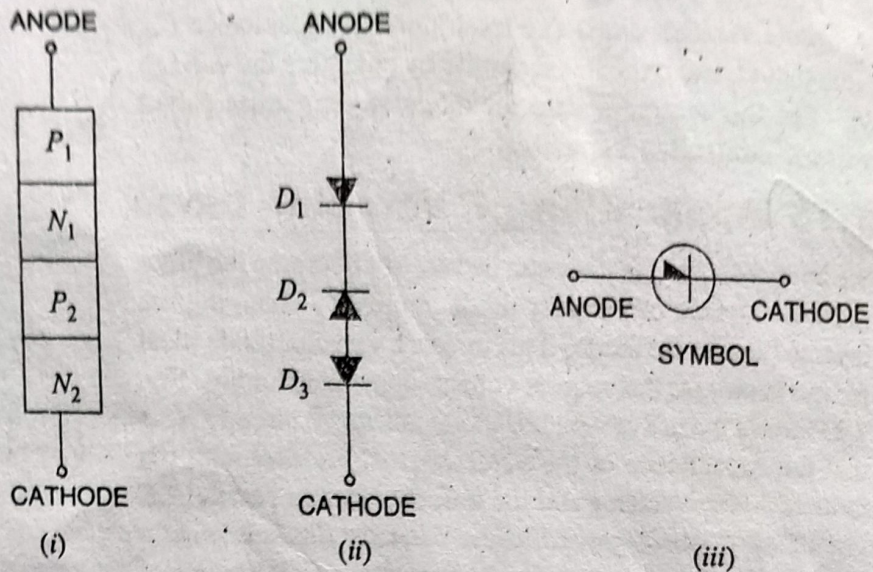 ANODE
P1
N1
P2
N2
CATHODE
(i)
ANODE
D1
D2
D3
CATHODE
(ii)
ANODE
CATHODE
SYMBOL
(iii)